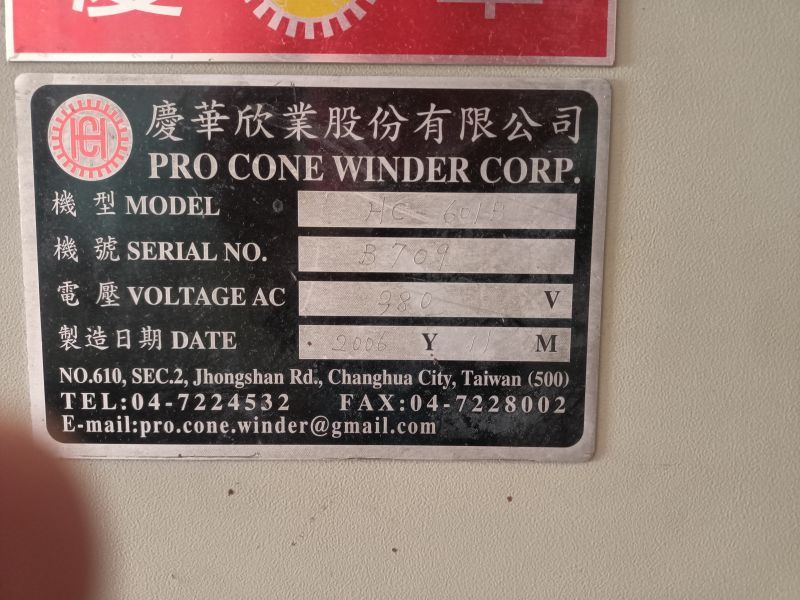 慶華欣業股份有限公司
PRO CONE WINDER CORP.
機型 MODEL
機號 SERIAL NO. B709
電壓 VOLTAGE AC 380 V
製造日期 DATE 2006 Y 11 M
NO.610, SEC.2, Jhongshan Rd., Changhua City, Taiwan (500)
TEL:04-7224532 FAX:04-7228002
E-mail:pro.cone.winder@gmail.com